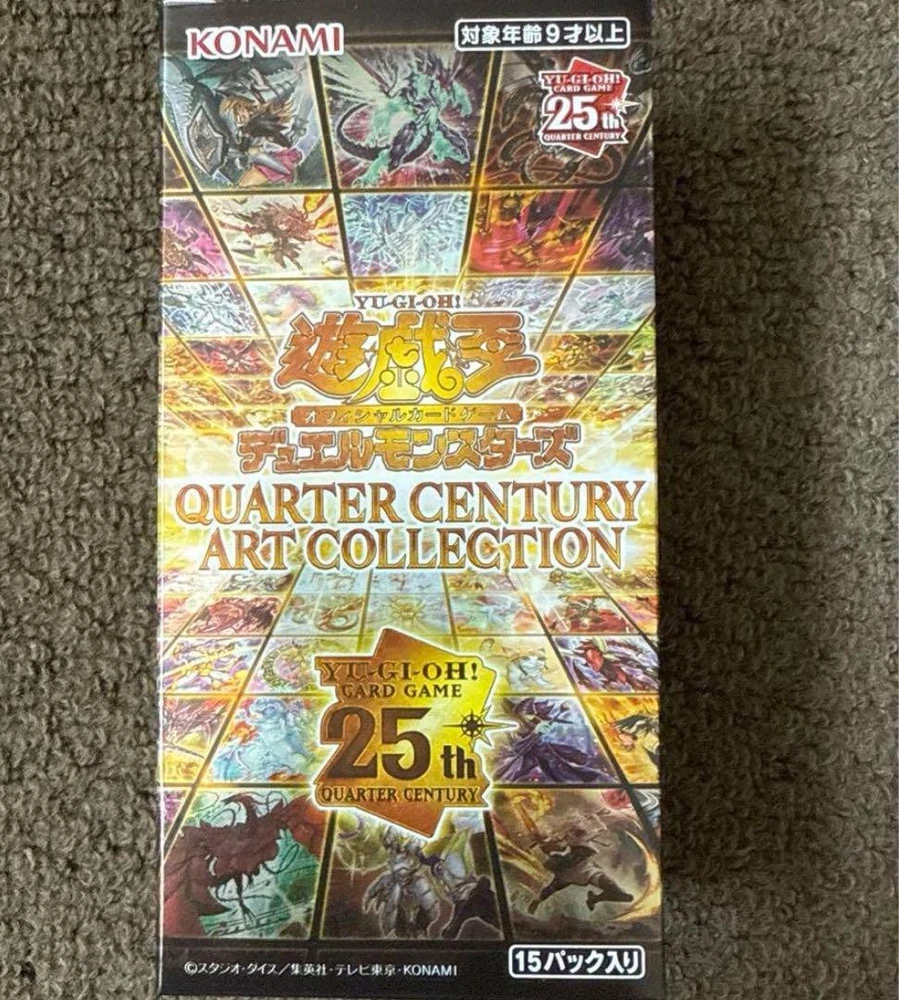 KONAMI
対象年齢9才以上
YU-GI-OH!
CARD GAME
25th
QUARTER CENTURY
YU-GI-OH!
遊戯王
オフィシャルカードゲーム
デュエルモンスターズ
QUARTER CENTURY
ART COLLECTION
YU-GI-OH!
CARD GAME
25th
QUARTER CENTURY
©スタジオ・ダイス/集英社・テレビ東京・KONAMI
15パック入り